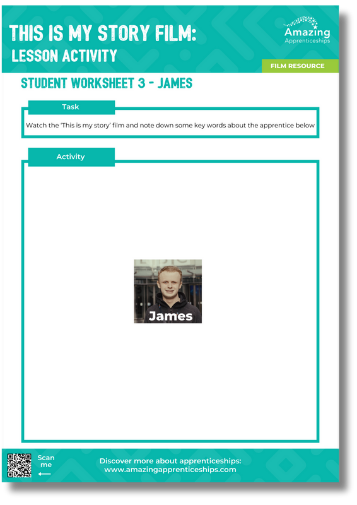 THIS IS MY STORY FILM:
LESSON ACTIVITY
Amazing
Apprenticeships
FILM RESOURCE
STUDENT WORKSHEET 3 - JAMES
Task
Watch the 'This is my story' film and note down some key words about the apprentice below
Activity
James
Scan
me
Discover more about apprenticeships:
www.amazingapprenticeships.com